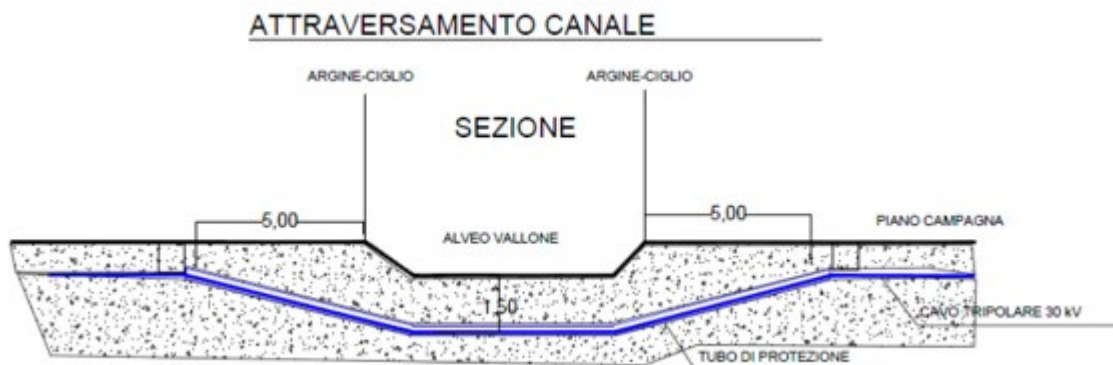 ATTRAVERSAMENTO CANALE
ARGINE-CIGLIO
ARGINE-CIGLIO
SEZIONE
5,00
5,00
PIANO CAMPAGNA
ALVEO VALLONE
1,50
CAVO TRIPOLARE 30 kV
TUBO DI PROTEZIONE